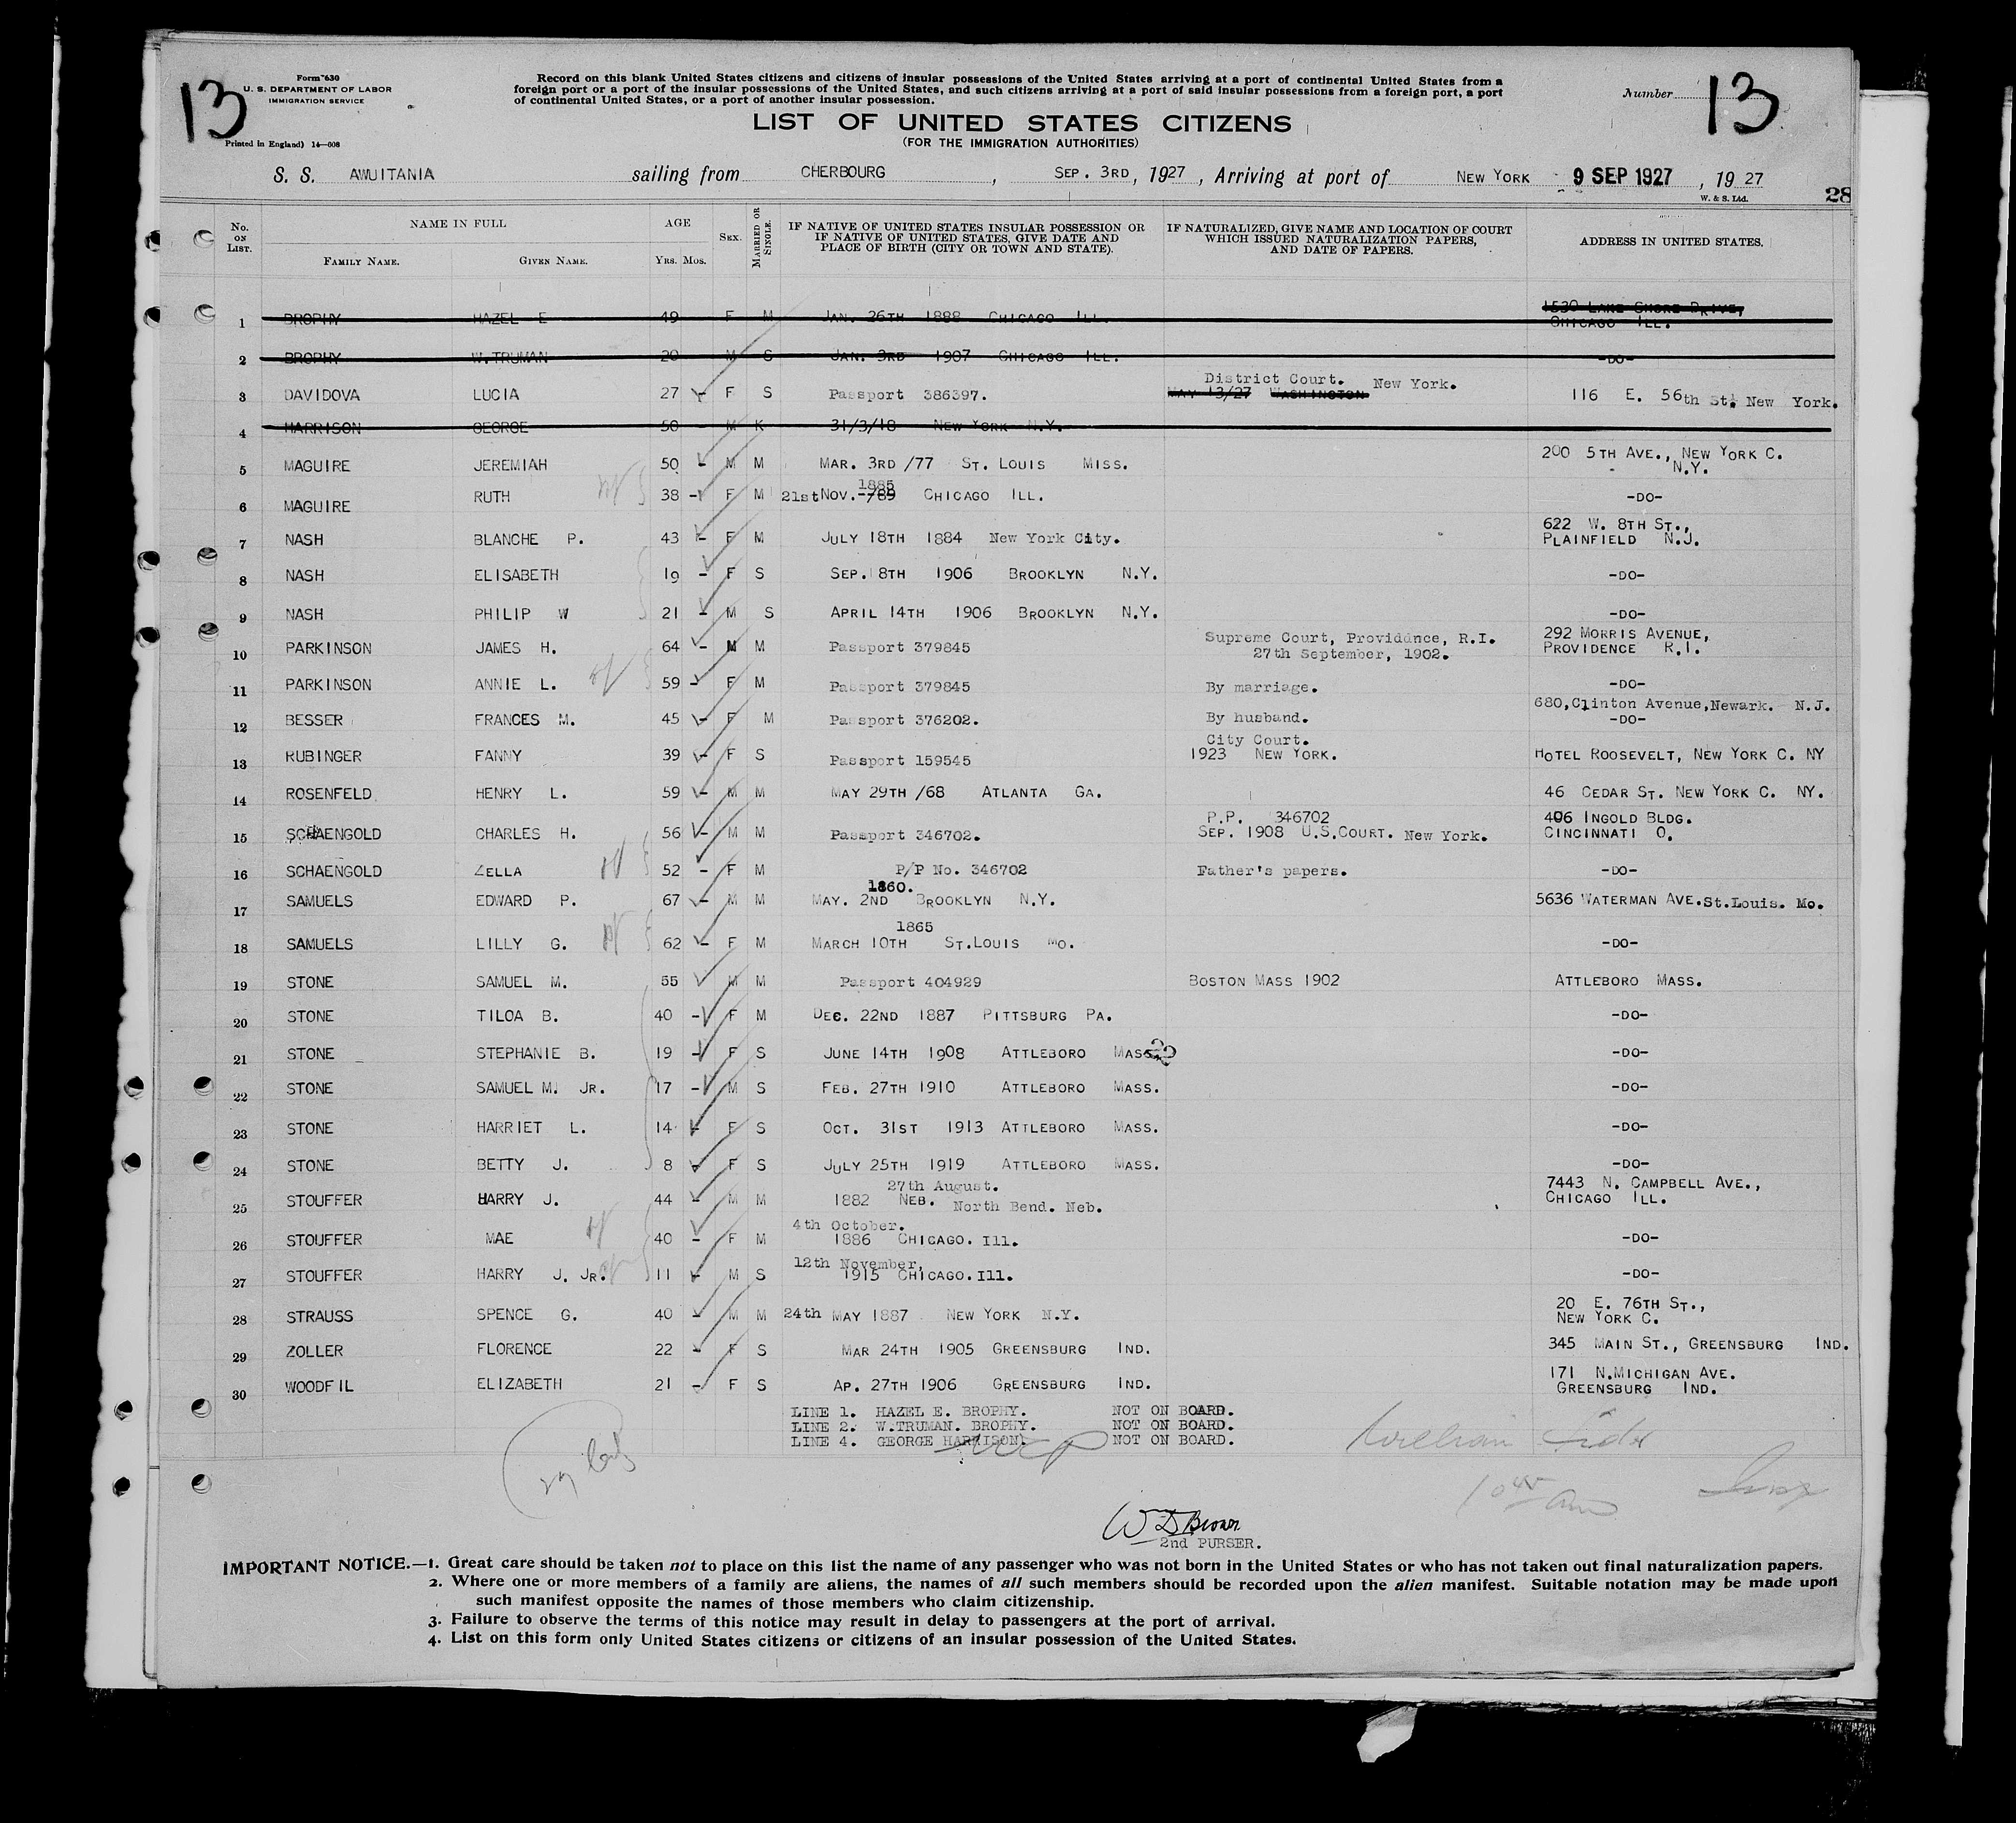 Form 630
U. S. DEPARTMENT OF LABOR
IMMIGRATION SERVICE
13
Printed in England) 14—608
Record on this blank United States citizens and citizens of insular possessions of the United States arriving at a port of continental United States from a
foreign port or a port of the insular possessions of the United States, and such citizens arriving at a port of said insular possessions from a foreign port, a port
of continental United States, or a port of another insular possession.
Number 13
LIST OF UNITED STATES CITIZENS
(FOR THE IMMIGRATION AUTHORITIES)
S. S. AWUITANIA sailing from CHERBOURG, SEP. 3RD, 1927, Arriving at port of NEW YORK 9 SEP 1927, 1927
W. & S. Ltd.
28
No. ON LIST. NAME IN FULL FAMILY NAME. GIVEN NAME. AGE YRS. MOS. SEX. MARRIED OR SINGLE. IF NATIVE OF UNITED STATES INSULAR POSSESSION OR IF NATIVE OF UNITED STATES, GIVE DATE AND PLACE OF BIRTH (CITY OR TOWN AND STATE). IF NATURALIZED, GIVE NAME AND LOCATION OF COURT WHICH ISSUED NATURALIZATION PAPERS, AND DATE OF PAPERS. ADDRESS IN UNITED STATES.
1 BROPHY HAZEL E 49 F M JAN. 26TH 1888 CHICAGO ILL. 1530 LAKE SHORE DRIVE, CHICAGO ILL.
2 BROPHY W.TRUMAN 20 M S JAN. 3RD 1907 CHICAGO ILL. -DO-
3 DAVIDOVA LUCIA 27 - F S Passport 386397. District Court. New York. MAY 13/27 WASHINGTON 116 E. 56th St. New York.
4 HARRISON GEORGE 50 - M K 31/3/18 NEW YORK N.Y.
5 MAGUIRE JEREMIAH 50 - M M MAR. 3RD /77 ST. LOUIS MISS. 200 5TH AVE., NEW YORK C. N.Y.
6 MAGUIRE RUTH 38 - F M 21st NOV. 1885 -/89 CHICAGO ILL. -DO-
7 NASH BLANCHE P. 43 - F M JULY 18TH 1884 New York City. 622 W. 8TH ST., PLAINFIELD N.J.
8 NASH ELISABETH 19 - F S SEP. 8TH 1906 BROOKLYN N.Y. -DO-
9 NASH PHILIP W 21 - M S APRIL 14TH 1906 BROOKLYN N.Y. -DO-
10 PARKINSON JAMES H. 64 - M M Passport 379845 Supreme Court, Providance, R.I. 27th September, 1902. 292 MORRIS AVENUE, PROVIDENCE R.I.
11 PARKINSON ANNIE L. 59 - F M Passport 379845 By marriage. -DO-
12 BESSER FRANCES M. 45 - F M Passport 376202. By husband. 680,Clinton Avenue,Newark. N.J. -DO-
13 RUBINGER FANNY 39 - F S Passport 159545 City Court. 1923 NEW YORK. HOTEL ROOSEVELT, NEW YORK C. NY
14 ROSENFELD HENRY L. 59 - M M MAY 29TH /68 ATLANTA GA. 46 CEDAR ST. NEW YORK C. NY.
15 SCHAENGOLD CHARLES H. 56 - M M Passport 346702. P.P. 346702 SEP. 1908 U.S.COURT. New York. 406 INGOLD BLDG. CINCINNATI O.
16 SCHAENGOLD ZELLA 52 - F M P/P No. 346702 Father's papers. -DO-
17 SAMUELS EDWARD P. 67 - M M 1860. MAY. 2ND BROOKLYN N.Y. 5636 WATERMAN AVE.St.Louis. Mo.
18 SAMUELS LILLY G. 62 - F M 1865 MARCH 10TH ST.LOUIS MO. -DO-
19 STONE SAMUEL M. 55 M M Passport 404929 BOSTON MASS 1902 ATTLEBORO MASS.
20 STONE TILOA B. 40 - F M DEC. 22ND 1887 PITTSBURG PA. -DO-
21 STONE STEPHANIE B. 19 - F S JUNE 14TH 1908 ATTLEBORO MASS. -DO-
22 STONE SAMUEL M. JR. 17 - M S FEB. 27TH 1910 ATTLEBORO MASS. -DO-
23 STONE HARRIET L. 14 - F S OCT. 31ST 1913 ATTLEBORO MASS. -DO-
24 STONE BETTY J. 8 - F S JULY 25TH 1919 ATTLEBORO MASS. -DO-
25 STOUFFER HARRY J. 44 - M M 27th August. 1882 NEB. North Bend. Neb. 7443 N. CAMPBELL AVE., CHICAGO ILL.
26 STOUFFER MAE 40 - F M 4th October. 1886 CHICAGO. Ill. -DO-
27 STOUFFER HARRY J. JR. 11 - M S 12th November, 1915 CHICAGO. Ill. -DO-
28 STRAUSS SPENCE G. 40 - M M 24th MAY 1887 NEW YORK N.Y. 20 E. 76TH ST., NEW YORK C.
29 ZOLLER FLORENCE 22 - F S MAR 24TH 1905 GREENSBURG IND. 345 MAIN ST., GREENSBURG IND.
30 WOODFIL ELIZABETH 21 - F S AP. 27TH 1906 GREENSBURG IND. 171 N.MICHIGAN AVE. GREENSBURG IND.
LINE 1. HAZEL E. BROPHY. NOT ON BOARD.
LINE 2. W.TRUMAN. BROPHY. NOT ON BOARD.
LINE 4. GEORGE HARRISON NOT ON BOARD.
10 45 am
W D Brown
2nd PURSER.
IMPORTANT NOTICE.—1. Great care should be taken not to place on this list the name of any passenger who was not born in the United States or who has not taken out final naturalization papers.
2. Where one or more members of a family are aliens, the names of all such members should be recorded upon the alien manifest. Suitable notation may be made upon
such manifest opposite the names of those members who claim citizenship.
3. Failure to observe the terms of this notice may result in delay to passengers at the port of arrival.
4. List on this form only United States citizens or citizens of an insular possession of the United States.